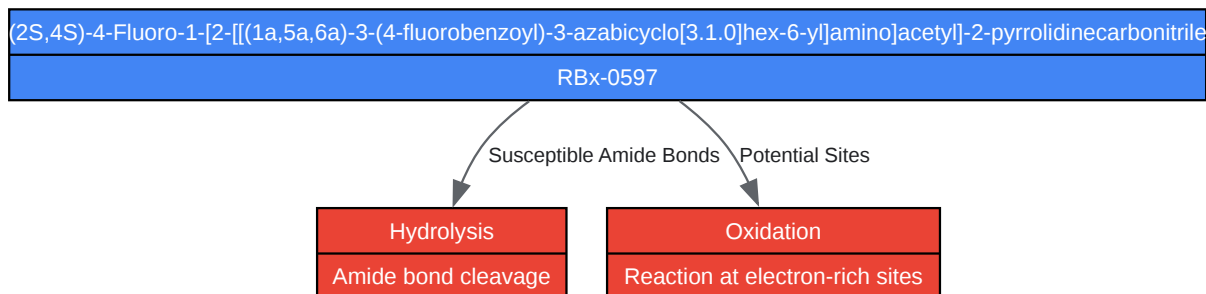 (2S,4S)-4-Fluoro-1-[2-[[(1a,5a,6a)-3-(4-fluorobenzoyl)-3-azabicyclo[3.1.0]hex-6-yl]amino]acetyl]-2-pyrrolidinecarbonitrile
RBx-0597
Susceptible Amide Bonds
Potential Sites
Hydrolysis
Amide bond cleavage
Oxidation
Reaction at electron-rich sites